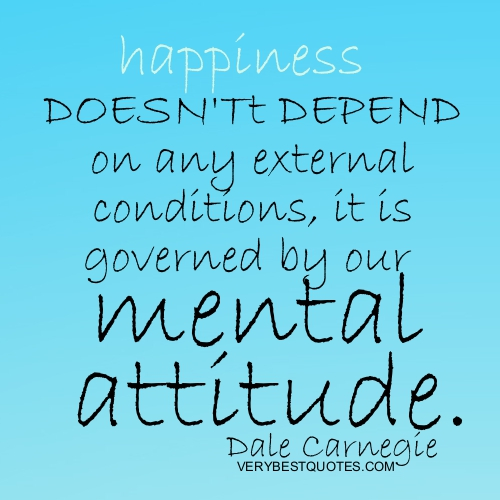 happiness
DOESN'Tt DEPEND
on any external
conditions, it is
governed by our
mental
attitude.
Dale Carnegie
VERYBESTQUOTES.COM